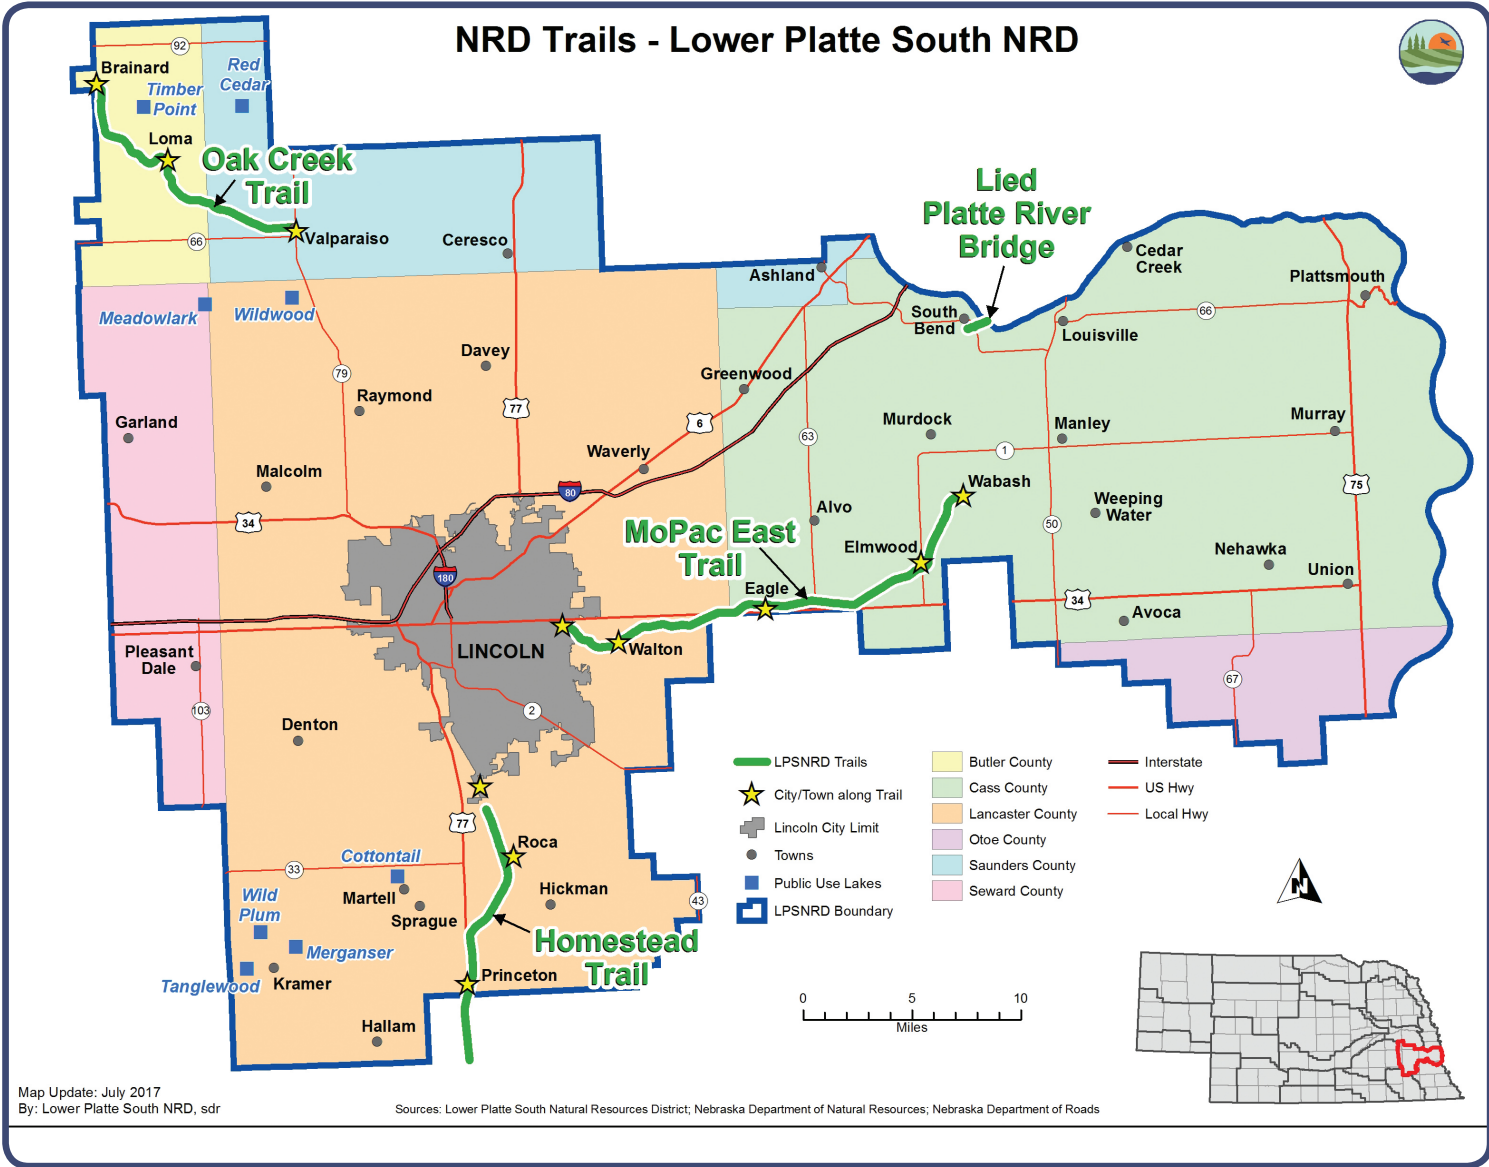 NRD Trails - Lower Platte South NRD
92
Brainard
Timber
Point
Red
Cedar
Loma
Oak Creek
Trail
66
Valparaiso
Ceresco
Meadowlark
Wildwood
Ashland
Lied
Platte River
Bridge
South
Bend
Cedar
Creek
Plattsmouth
66
Louisville
Davey
79
Raymond
77
Greenwood
6
63
Garland
Murdock
Manley
Murray
1
Malcolm
Waverly
80
Wabash
75
34
Alvo
Weeping
Water
50
MoPac East
Trail
Elmwood
Nehawka
Union
180
Eagle
34
Avoca
Pleasant
Dale
LINCOLN
Walton
67
103
2
Denton
77
Roca
33
Cottontail
Martell
Sprague
Hickman
43
Wild
Plum
Merganser
Homestead
Trail
Tanglewood
Kramer
Princeton
Hallam
LPSNRD Trails
City/Town along Trail
Lincoln City Limit
Towns
Public Use Lakes
LPSNRD Boundary
Butler County
Cass County
Lancaster County
Otoe County
Saunders County
Seward County
Interstate
US Hwy
Local Hwy
N
0 5 10
Miles
Map Update: July 2017
By: Lower Platte South NRD, sdr
Sources: Lower Platte South Natural Resources District; Nebraska Department of Natural Resources; Nebraska Department of Roads